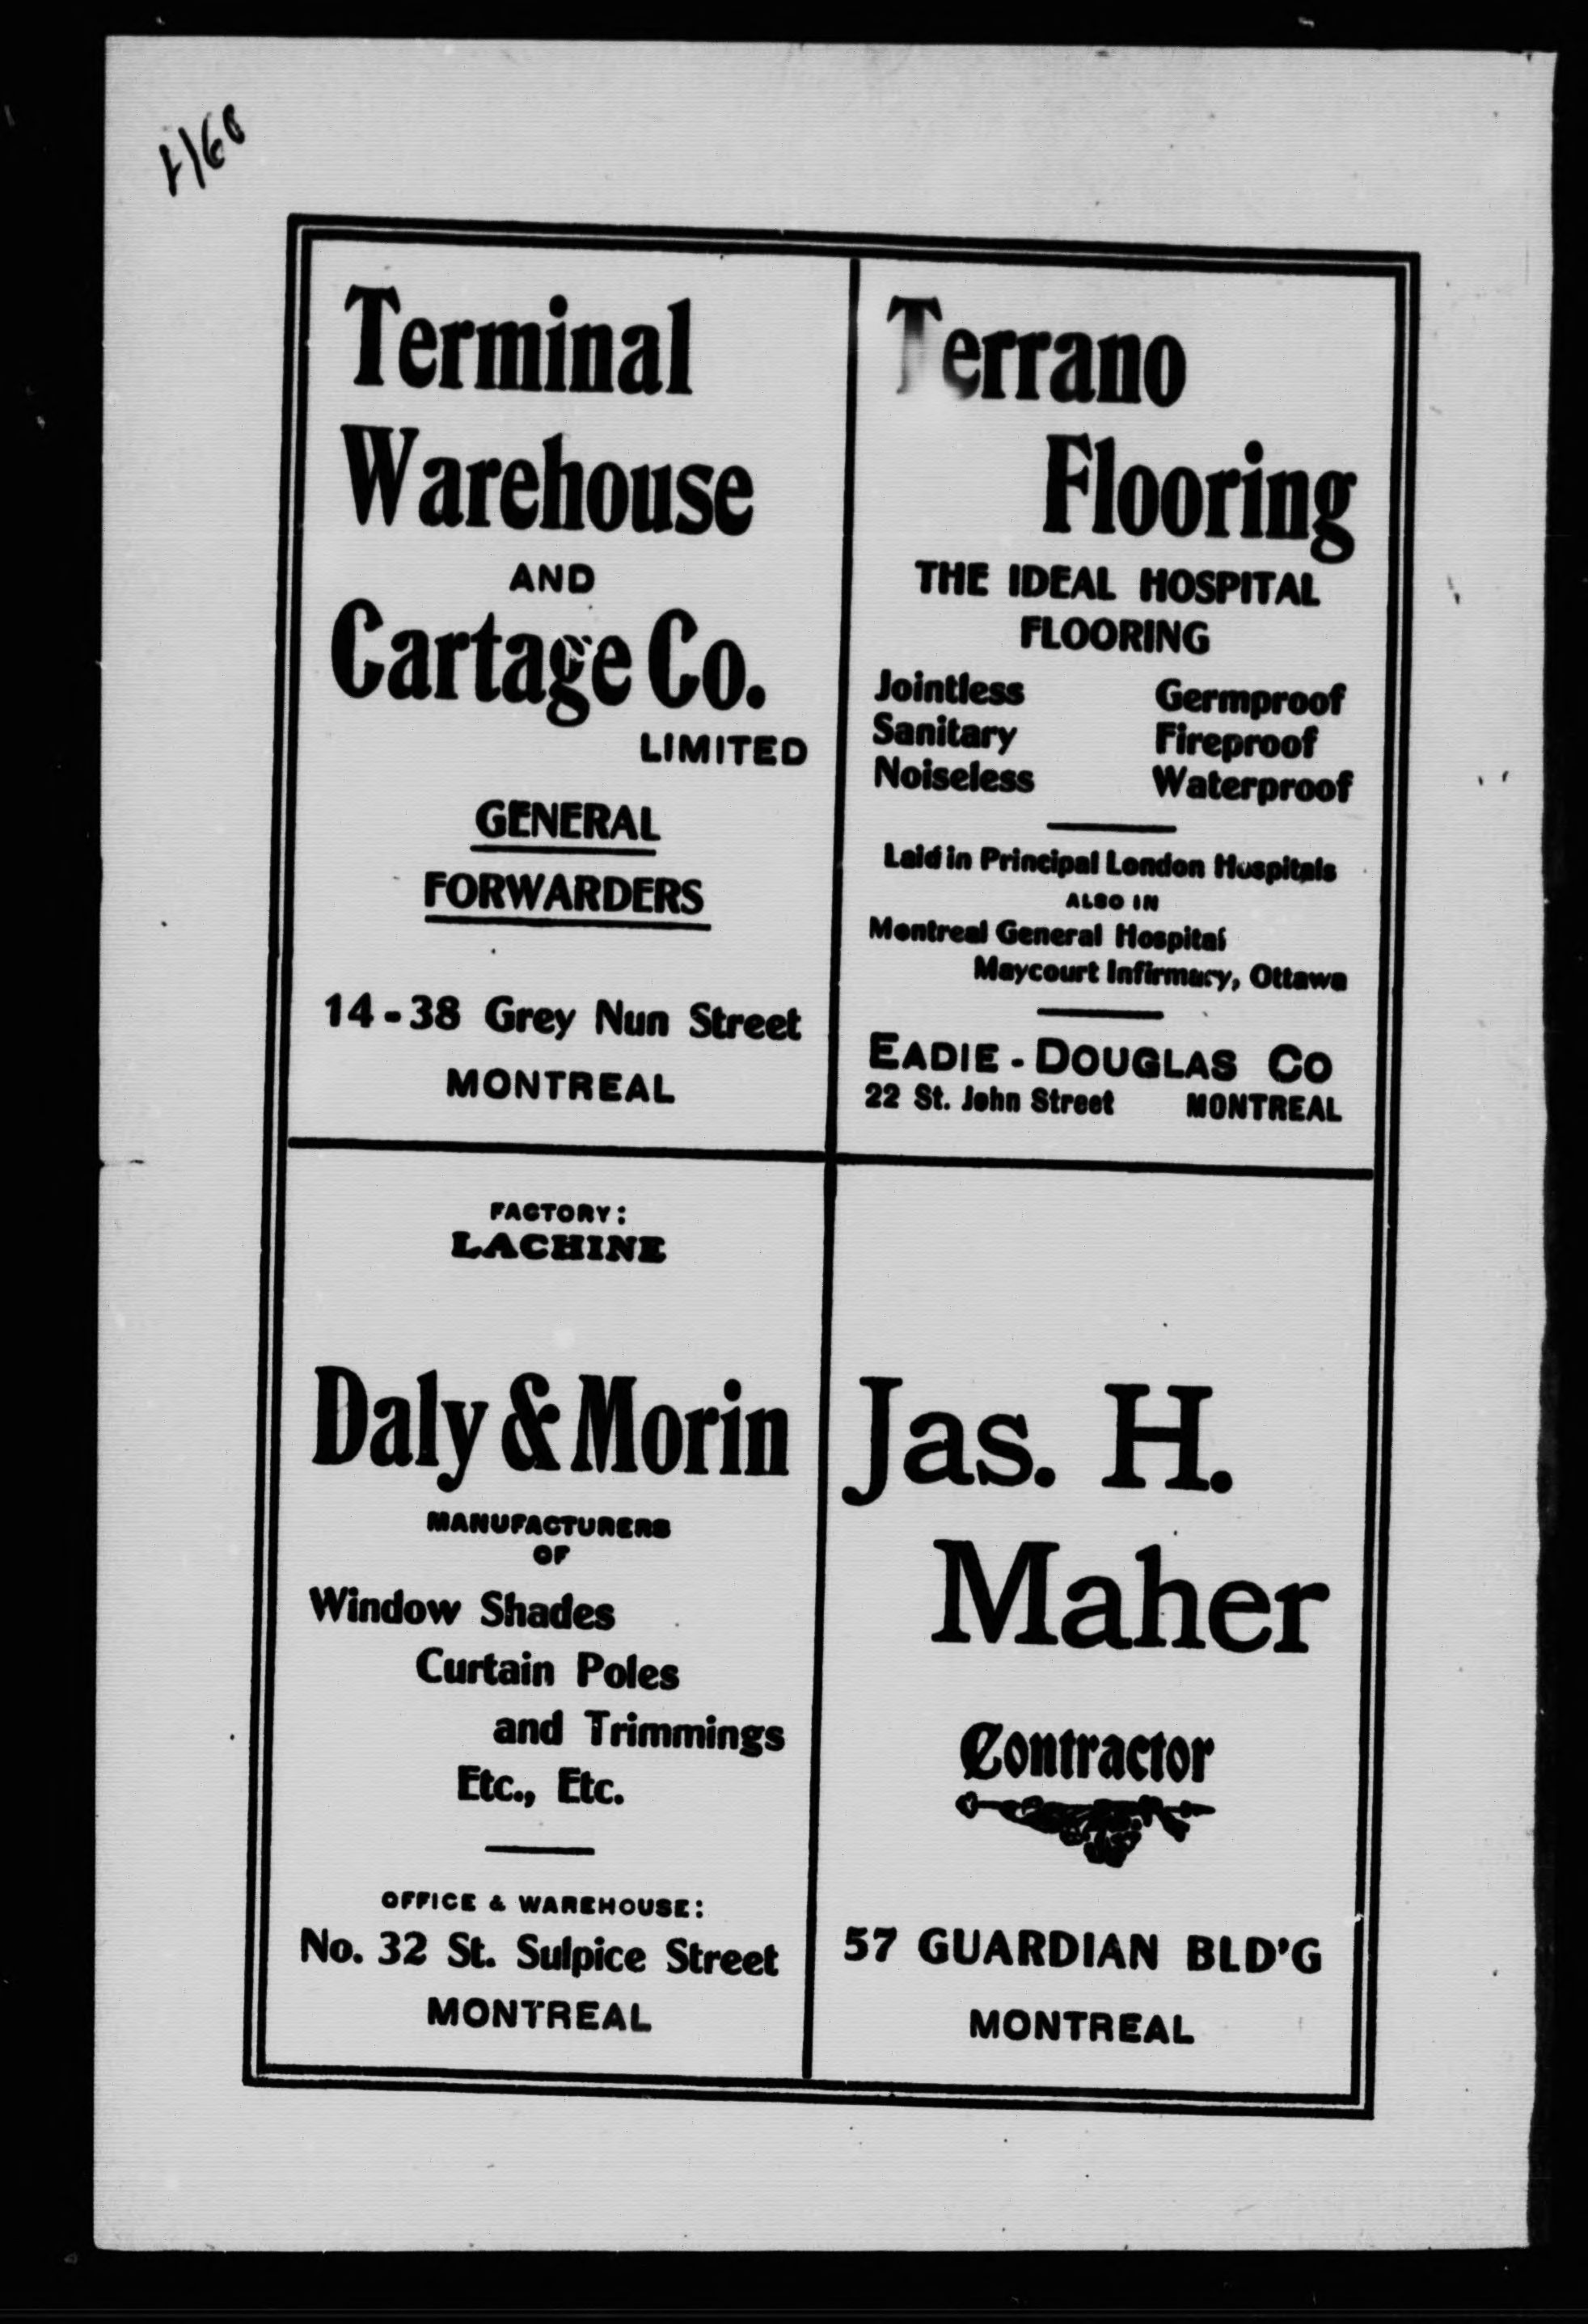 Terminal
Warehouse
AND
Cartage Co.
LIMITED
GENERAL
FORWARDERS
14-38 Grey Nun Street
MONTREAL
Terrano
Flooring
THE IDEAL HOSPITAL
FLOORING
Jointless Germproof
Sanitary Fireproof
Noiseless Waterproof
Laid in Principal London Hospitals
ALSO IN
Montreal General Hospital
Maycourt Infirmary, Ottawa
EADIE - DOUGLAS CO
22 St. John Street MONTREAL
FACTORY:
LACHINE
Daly & Morin
MANUFACTURERS
OF
Window Shades
Curtain Poles
and Trimmings
Etc., Etc.
OFFICE & WAREHOUSE:
No. 32 St. Sulpice Street
MONTREAL
Jas. H.
Maher
Contractor
57 GUARDIAN BLD'G
MONTREAL